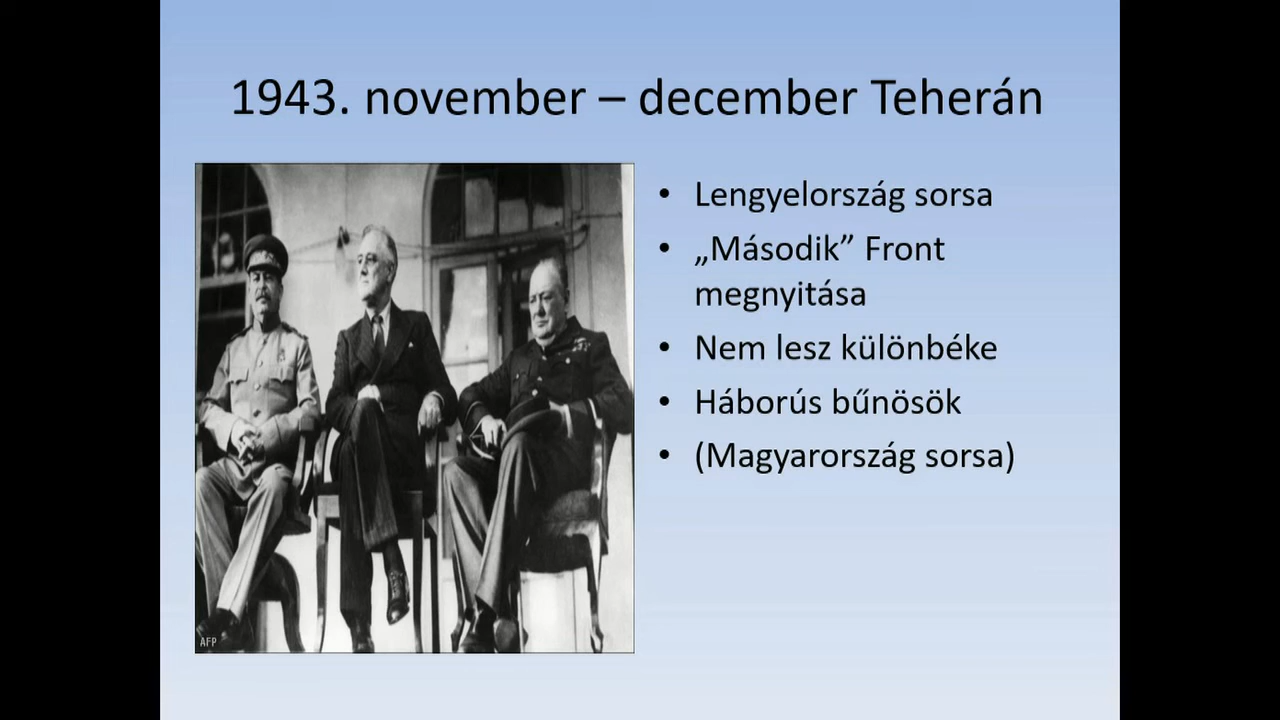 1943. november – december Teherán
• Lengyelország sorsa
• „Második” Front
megnyitása
• Nem lesz különbéke
• Háborús bűnösök
• (Magyarország sorsa)
AFP